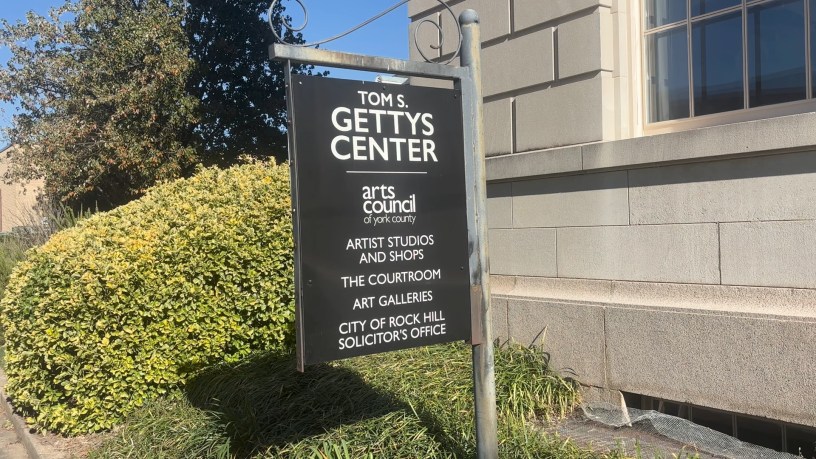 TOM S.
GETTYS
CENTER
arts
council
of york county
ARTIST STUDIOS
AND SHOPS
THE COURTROOM
ART GALLERIES
CITY OF ROCK HILL
SOLICITOR'S OFFICE